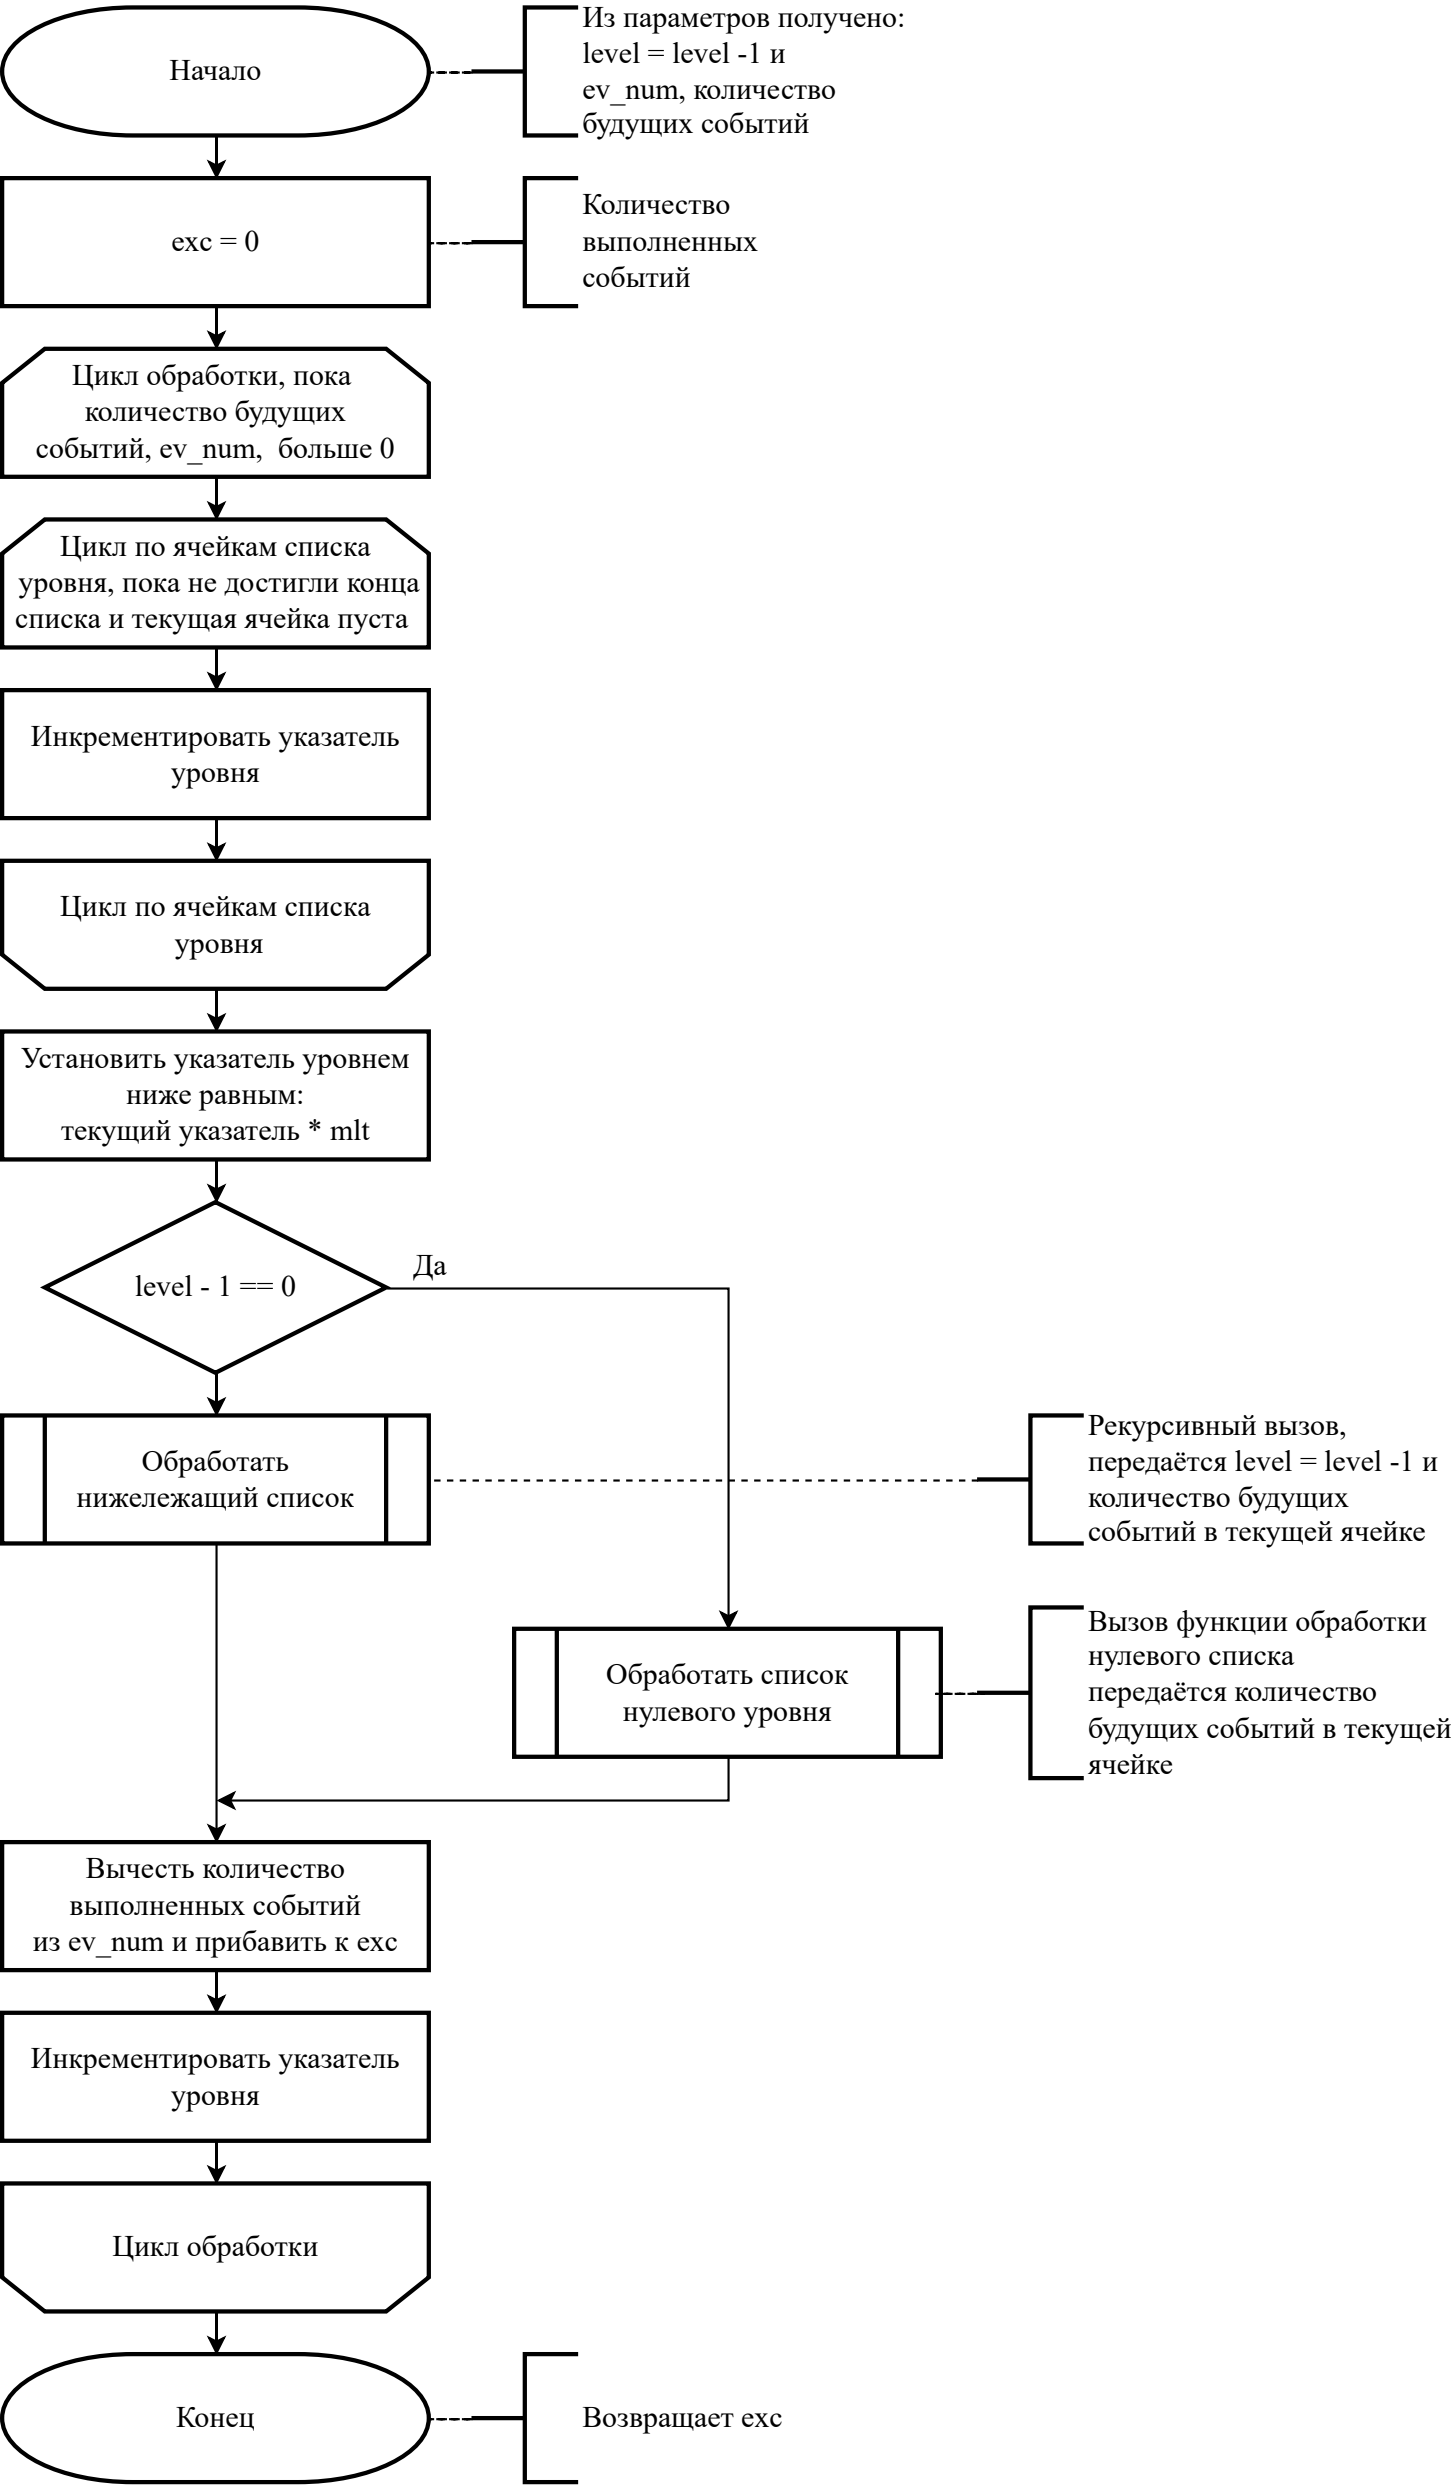 Начало
Из параметров получено:
level = level -1 и
ev_num, количество
будущих событий
exc = 0
Количество
выполненных
событий
Цикл обработки, пока
количество будущих
событий, ev_num,  больше 0
Цикл по ячейкам списка
уровня, пока не достигли конца
списка и текущая ячейка пуста
Инкрементировать указатель
уровня
Цикл по ячейкам списка
уровня
Установить указатель уровнем
ниже равным:
текущий указатель * mlt
level - 1 == 0
Да
Обработать
нижележащий список
Рекурсивный вызов,
передаётся level = level -1 и
количество будущих
событий в текущей ячейке
Обработать список
нулевого уровня
Вызов функции обработки
нулевого списка
передаётся количество
будущих событий в текущей
ячейке
Вычесть количество
выполненных событий
из ev_num и прибавить к exc
Инкрементировать указатель
уровня
Цикл обработки
Конец
Возвращает exc